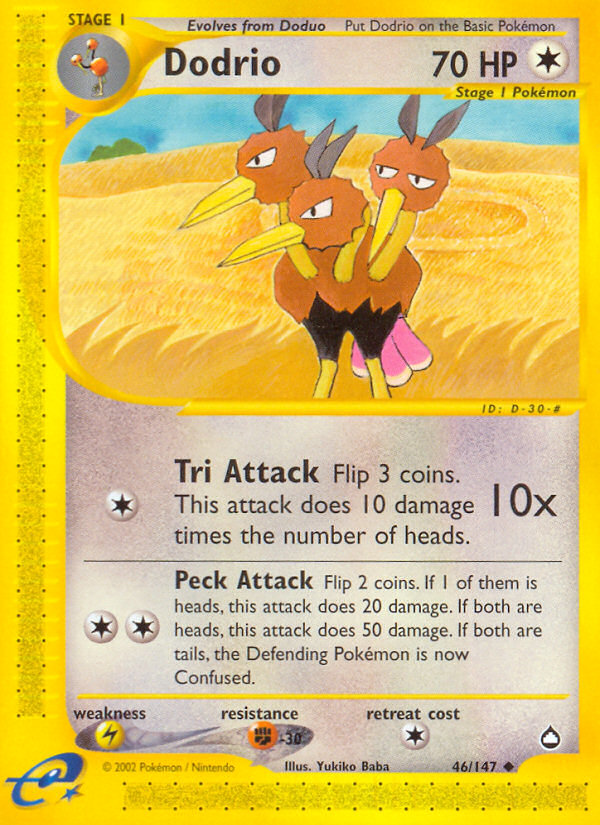 STAGE 1
Evolves from Doduo Put Dodrio on the Basic Pokémon
Dodrio 70 HP
Stage 1 Pokémon
ID: D-30-#
Tri Attack Flip 3 coins.
This attack does 10 damage 10x
times the number of heads.
Peck Attack Flip 2 coins. If 1 of them is
heads, this attack does 20 damage. If both are
heads, this attack does 50 damage. If both are
tails, the Defending Pokémon is now
Confused.
weakness resistance retreat cost
-30
© 2002 Pokémon / Nintendo Illus. Yukiko Baba 46/147
e